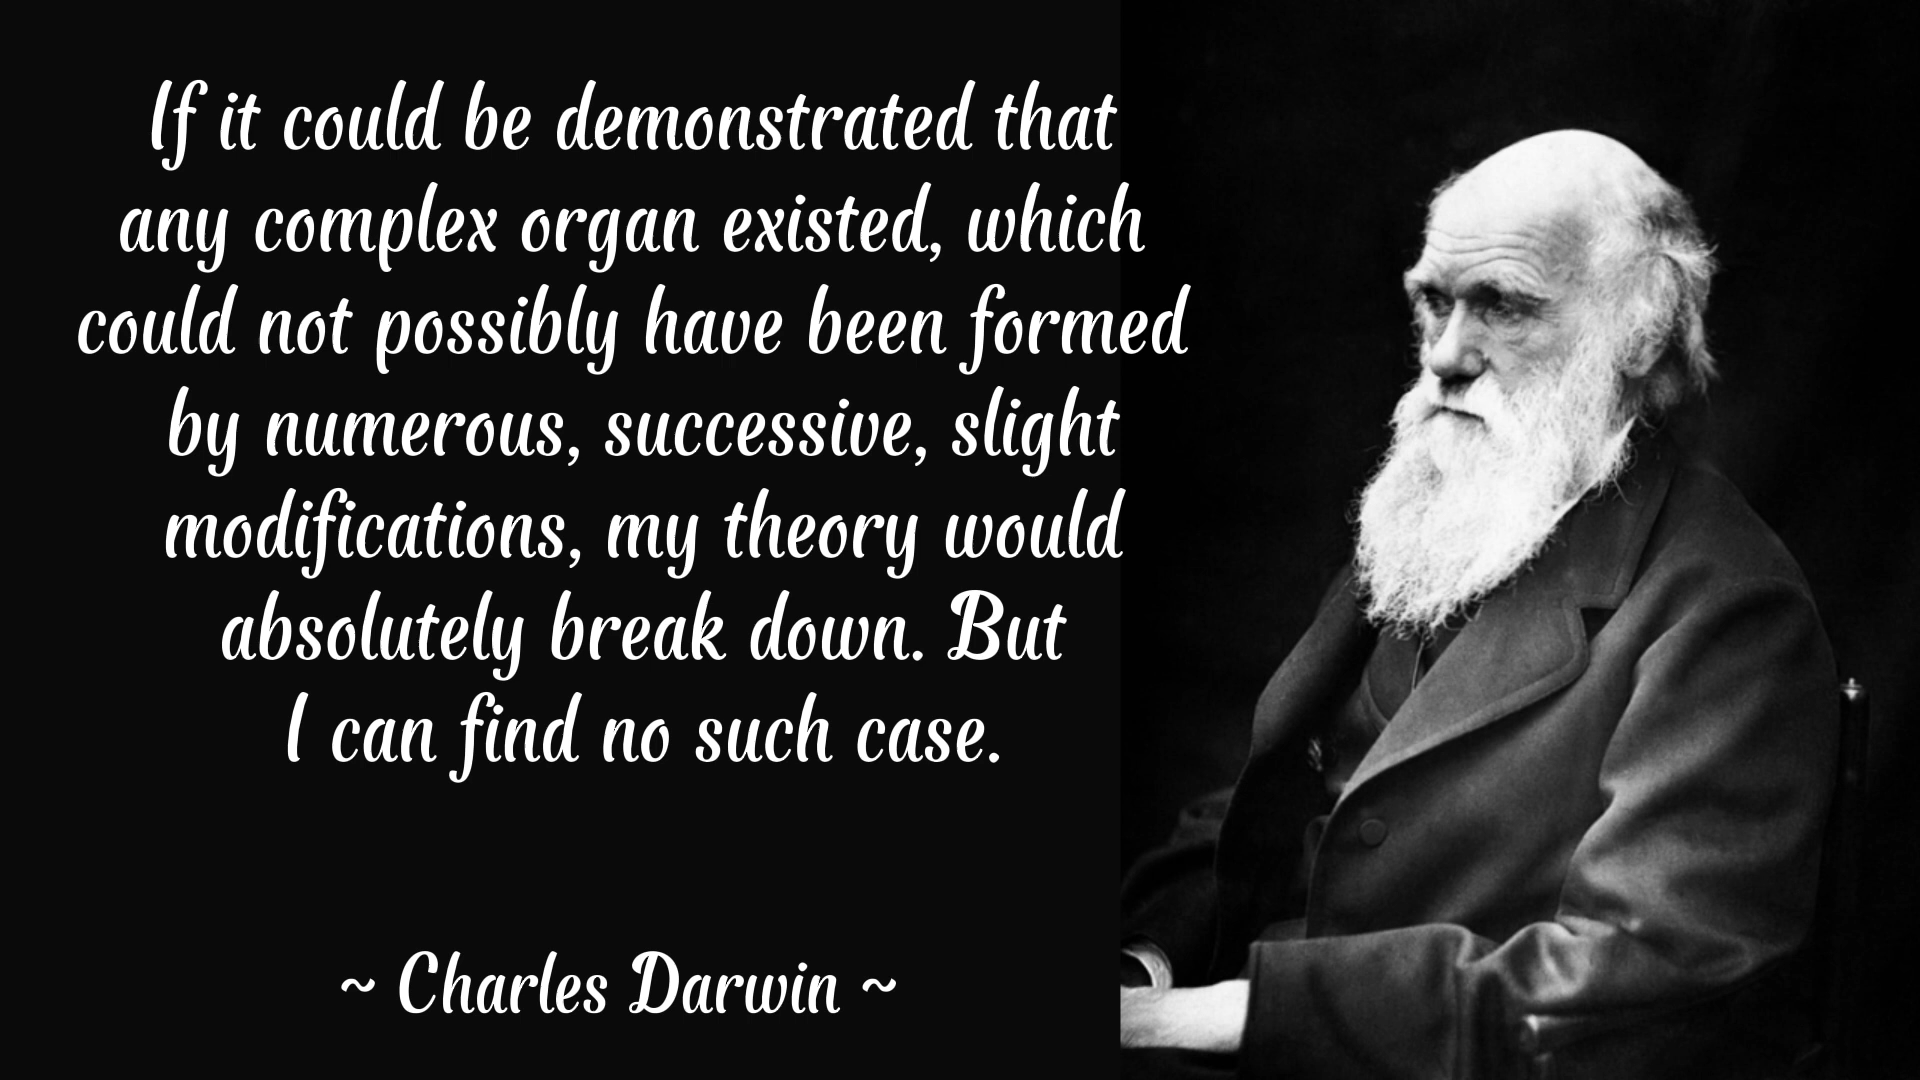 If it could be demonstrated that
any complex organ existed, which
could not possibly have been formed
by numerous, successive, slight
modifications, my theory would
absolutely break down. But
I can find no such case.
~ Charles Darwin ~